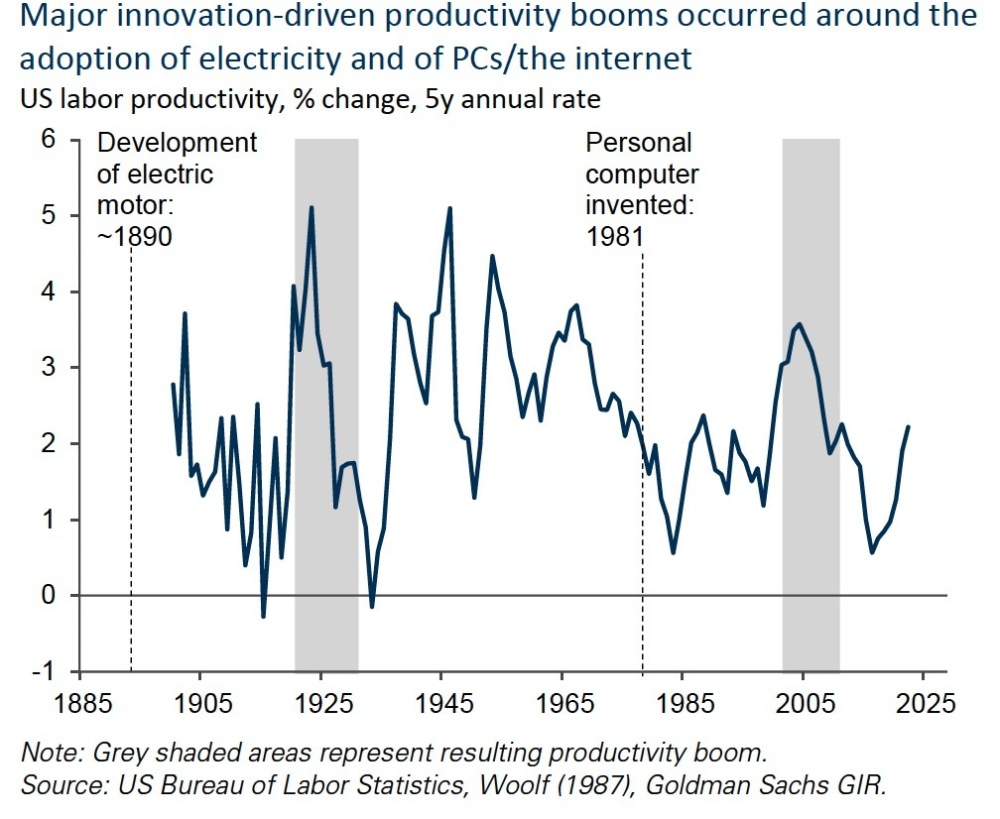 Major innovation-driven productivity booms occurred around the
adoption of electricity and of PCs/the internet
US labor productivity, % change, 5y annual rate
6
5
4
3
2
1
0
-1
Development
of electric
motor:
~1890
Personal
computer
invented:
1981
1885 1905 1925 1945 1965 1985 2005 2025
Note: Grey shaded areas represent resulting productivity boom.
Source: US Bureau of Labor Statistics, Woolf (1987), Goldman Sachs GIR.